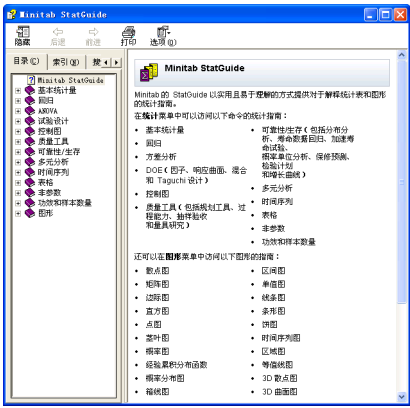 Minitab StatGuide
隐藏 后退 前进 打印 选项(O)
目录(C) 索引(N) 搜
Minitab StatGuide
基本统计量
回归
ANOVA
试验设计
控制图
质量工具
可靠性/生存
多元分析
时间序列
表格
非参数
功效和样本数量
图形
Minitab StatGuide
Minitab 的 StatGuide 以实用且易于理解的方式提供对于解释统计表和图形
的统计指南。
在统计菜单中可以访问以下命令的统计指南：
• 基本统计量
• 回归
• 方差分析
• DOE（因子、响应曲面、混合
和 Taguchi 设计）
• 控制图
• 质量工具（包括规划工具、过
程能力、抽样验收
和量具研究）
• 可靠性/生存（包括分布分
析、寿命数据回归、加速寿
命试验、
概率单位分析、保修预测、
检验计划
和增长曲线）
• 多元分析
• 时间序列
• 表格
• 非参数
• 功效和样本数量
还可以在图形菜单中访问以下图形的指南：
• 散点图
• 矩阵图
• 边际图
• 直方图
• 点图
• 茎叶图
• 概率图
• 经验累积分布函数
• 概率分布图
• 箱线图
• 区间图
• 单值图
• 线条图
• 条形图
• 饼图
• 时间序列图
• 区域图
• 等值线图
• 3D 散点图
• 3D 曲面图